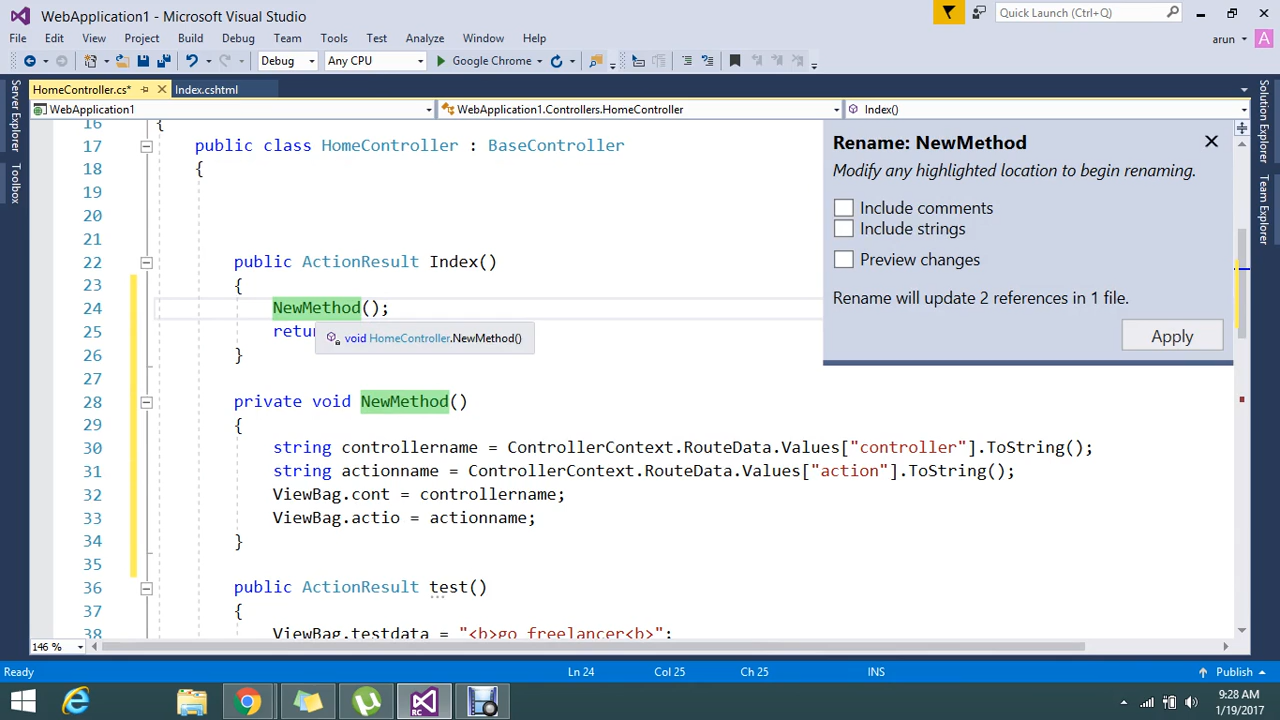 WebApplication1 - Microsoft Visual Studio
Quick Launch (Ctrl+Q)
File Edit View Project Build Debug Team Tools Test Analyze Window Help
arun A
Debug Any CPU Google Chrome
HomeController.cs* Index.cshtml
WebApplication1 WebApplication1.Controllers.HomeController Index()
Server Explorer
Toolbox
Solution Explorer
Team Explorer
16 {
17 public class HomeController : BaseController
18 {
19
20
21
22 public ActionResult Index()
23 {
24 NewMethod();
25 retur
void HomeController.NewMethod()
26 }
27
28 private void NewMethod()
29 {
30 string controllername = ControllerContext.RouteData.Values["controller"].ToString();
31 string actionname = ControllerContext.RouteData.Values["action"].ToString();
32 ViewBag.cont = controllername;
33 ViewBag.actio = actionname;
34 }
35
36 public ActionResult test()
37 {
38 ViewBag.testdata = "<b>go freelancer<b>";
Rename: NewMethod
Modify any highlighted location to begin renaming.
Include comments
Include strings
Preview changes
Rename will update 2 references in 1 file.
Apply
146 %
Ready Ln 24 Col 25 Ch 25 INS Publish
RC
9:28 AM
1/19/2017